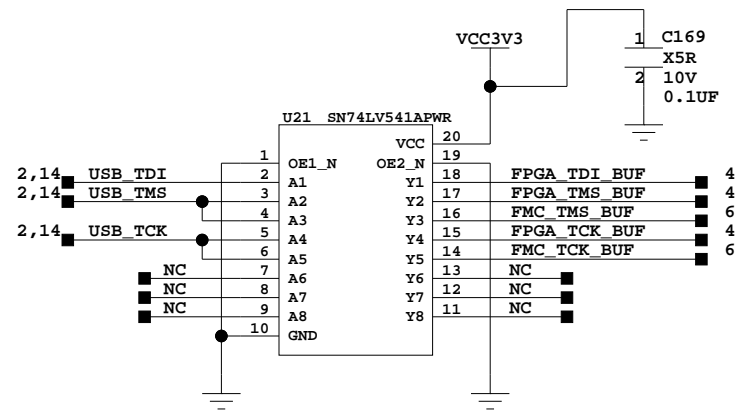 VCC3V3
1 C169
X5R
2 10V
0.1UF
U21 SN74LV541APWR
VCC 20
1 OE1_N OE2_N 19
2,14 USB_TDI 2 A1 Y1 18 FPGA_TDI_BUF 4
2,14 USB_TMS 3 A2 Y2 17 FPGA_TMS_BUF 4
4 A3 Y3 16 FMC_TMS_BUF 6
2,14 USB_TCK 5 A4 Y4 15 FPGA_TCK_BUF 4
6 A5 Y5 14 FMC_TCK_BUF 6
NC 7 A6 Y6 13 NC
NC 8 A7 Y7 12 NC
NC 9 A8 Y8 11 NC
10 GND